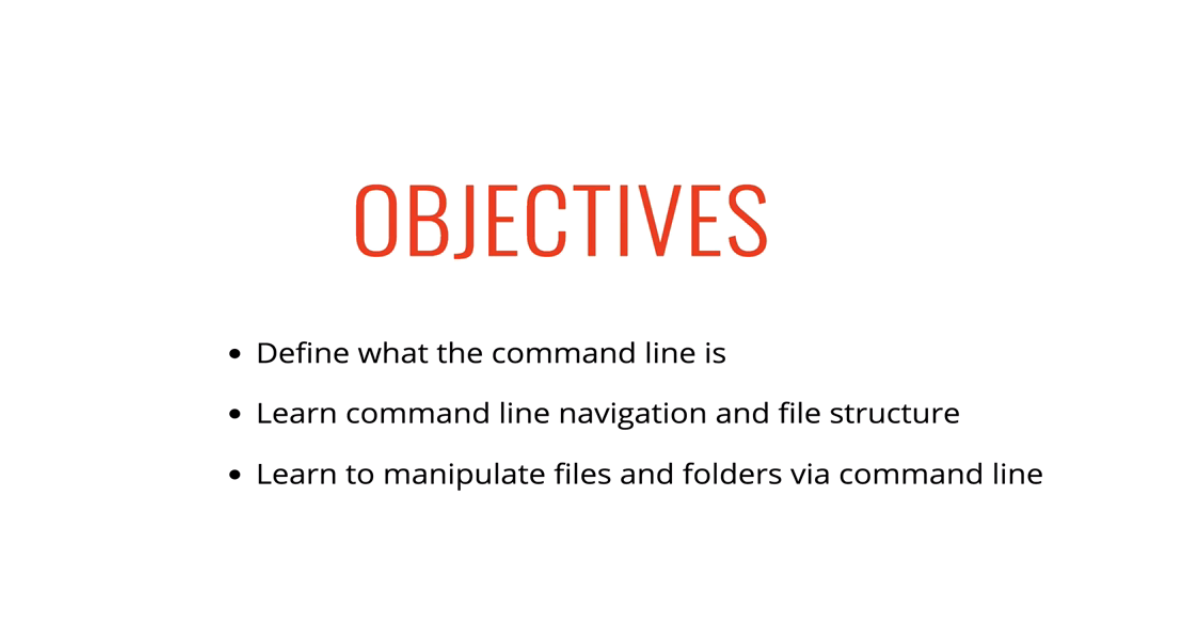 OBJECTIVES
• Define what the command line is
• Learn command line navigation and file structure
• Learn to manipulate files and folders via command line